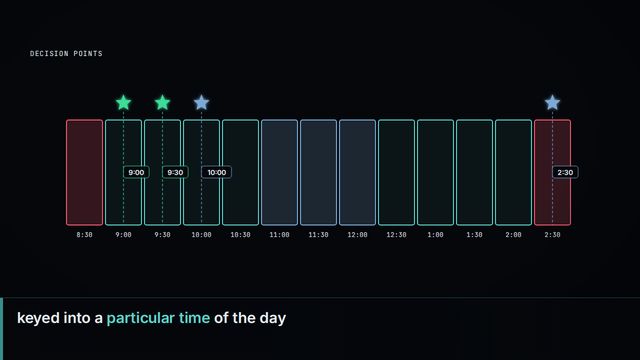 DECISION POINTS
9:00 9:30 10:00 2:30
8:30 9:00 9:30 10:00 10:30 11:00 11:30 12:00 12:30 1:00 1:30 2:00 2:30
keyed into a particular time of the day